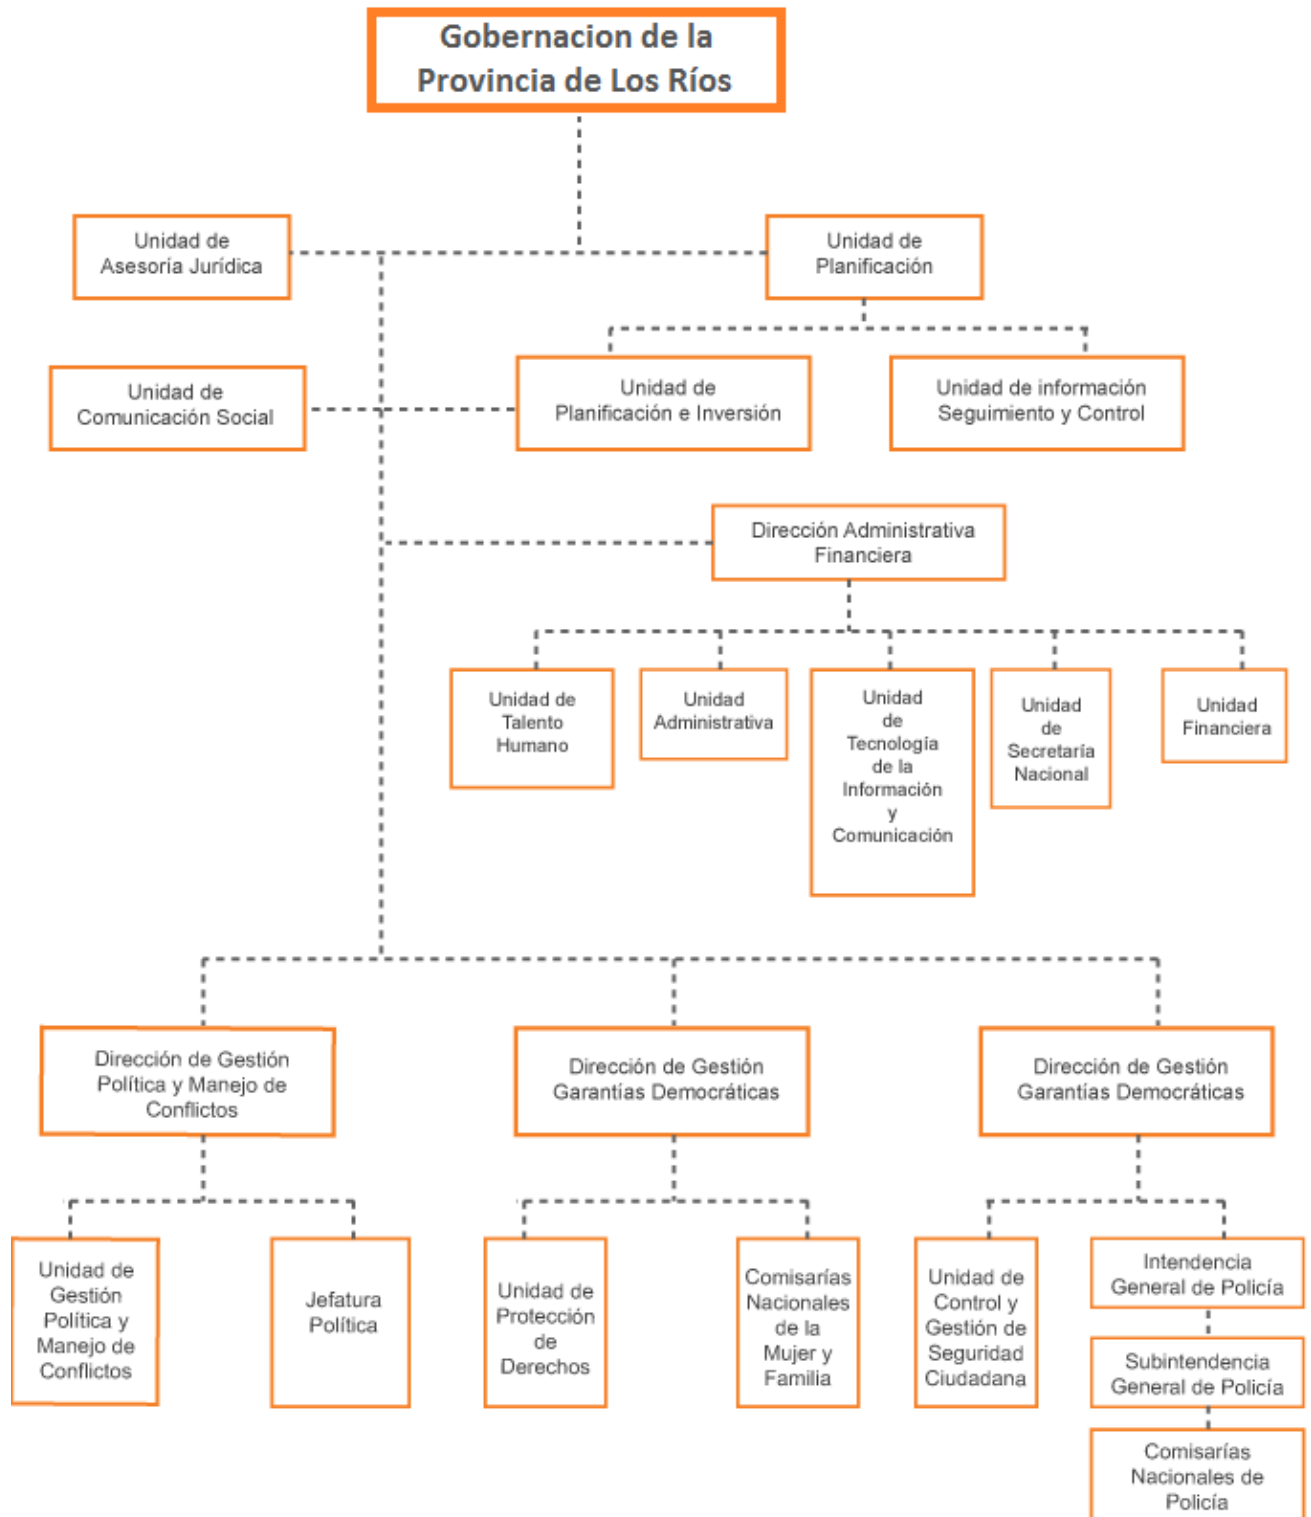 Gobernacion de la
Provincia de Los Ríos
Unidad de
Asesoría Jurídica
Unidad de
Planificación
Unidad de
Comunicación Social
Unidad de
Planificación e Inversión
Unidad de información
Seguimiento y Control
Dirección Administrativa
Financiera
Unidad de
Talento
Humano
Unidad
Administrativa
Unidad
de
Tecnología
de la
Información
y
Comunicación
Unidad
de
Secretaría
Nacional
Unidad
Financiera
Dirección de Gestión
Política y Manejo de
Conflictos
Dirección de Gestión
Garantías Democráticas
Dirección de Gestión
Garantías Democráticas
Unidad de
Gestión
Política y
Manejo de
Conflictos
Jefatura
Política
Unidad de
Protección
de
Derechos
Comisarías
Nacionales
de la
Mujer y
Familia
Unidad de
Control y
Gestión de
Seguridad
Ciudadana
Intendencia
General de Policía
Subintendencia
General de Policía
Comisarías
Nacionales de
Policía